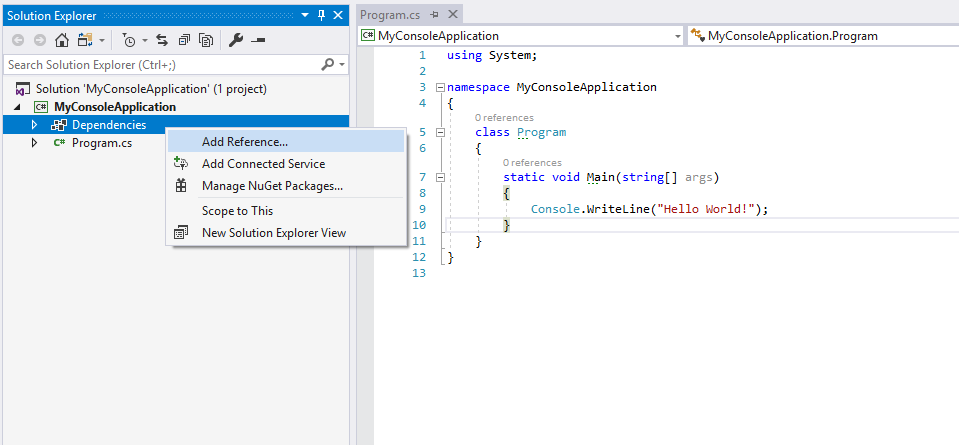 Solution Explorer
Search Solution Explorer (Ctrl+;)
Solution 'MyConsoleApplication' (1 project)
C# MyConsoleApplication
Dependencies
C# Program.cs
Add Reference...
Add Connected Service
Manage NuGet Packages...
Scope to This
New Solution Explorer View
Program.cs
C# MyConsoleApplication
MyConsoleApplication.Program
1 using System;
2
3 namespace MyConsoleApplication
4 {
0 references
5 class Program
6 {
0 references
7 static void Main(string[] args)
8 {
9 Console.WriteLine("Hello World!");
10 }
11 }
12 }
13